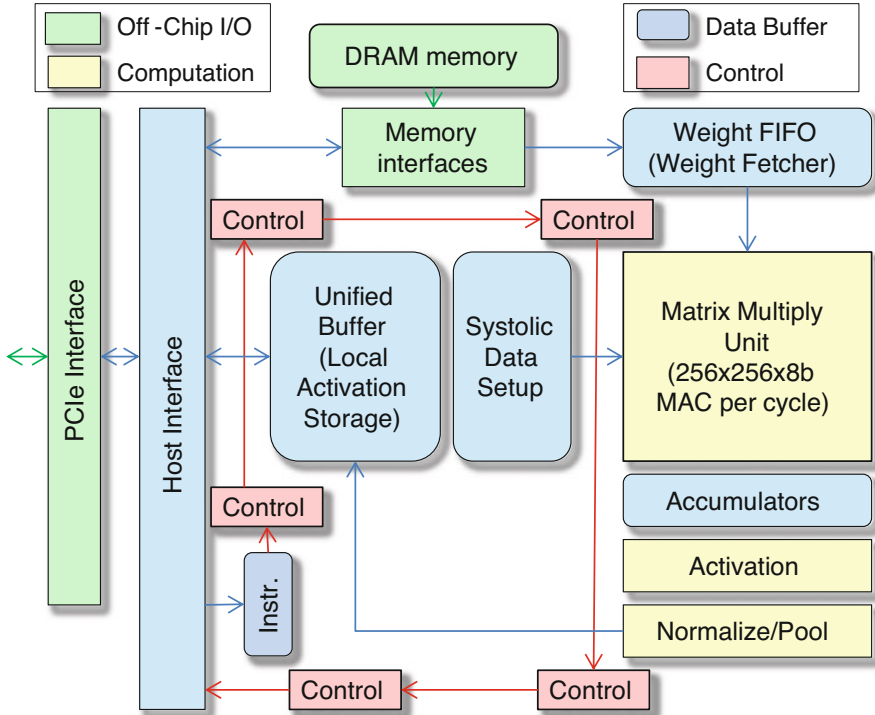 Off -Chip I/O
Computation
Data Buffer
Control
DRAM memory
Memory
interfaces
Weight FIFO
(Weight Fetcher)
Control
Control
PCIe Interface
Host Interface
Unified
Buffer
(Local
Activation
Storage)
Systolic
Data
Setup
Matrix Multiply
Unit
(256x256x8b
MAC per cycle)
Control
Accumulators
Instr.
Activation
Normalize/Pool
Control
Control